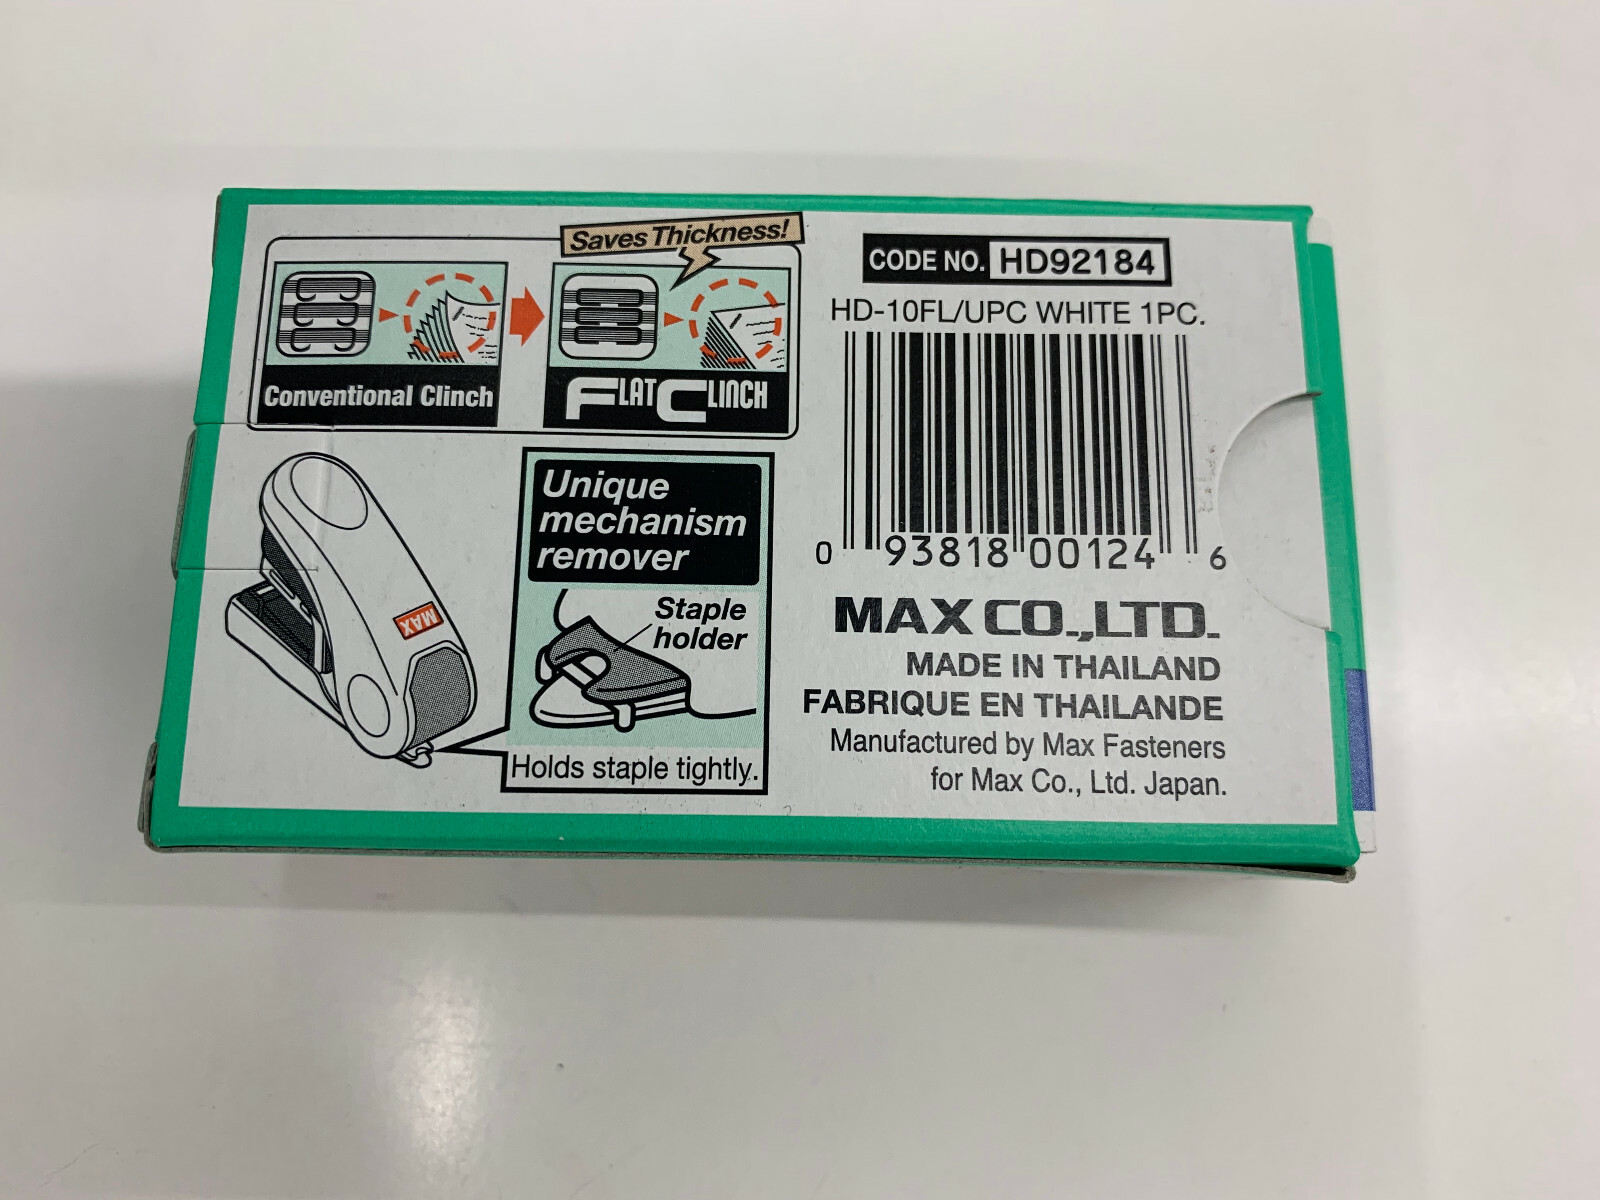 Saves Thickness!
Conventional Clinch
FLAT CLINCH
MAX
Unique
mechanism
remover
Staple
holder
Holds staple tightly.
CODE NO. HD92184
HD-10FL/UPC WHITE 1PC.
0 93818 00124 6
MAX CO.,LTD.
MADE IN THAILAND
FABRIQUE EN THAILANDE
Manufactured by Max Fasteners
for Max Co., Ltd. Japan.